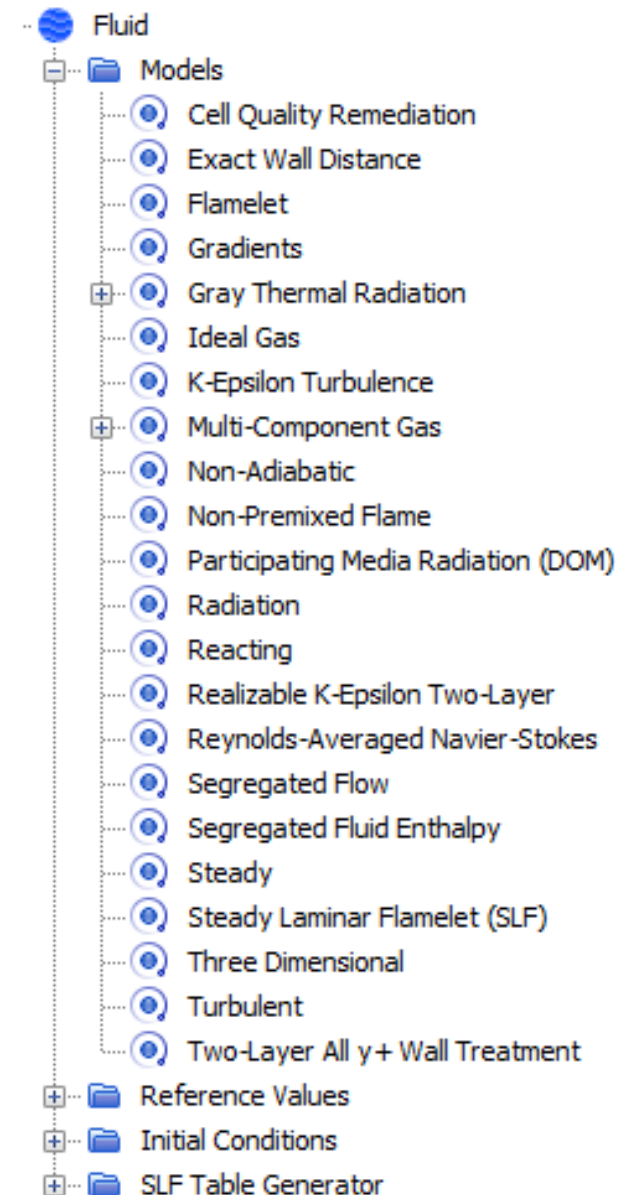 Fluid
Models
Cell Quality Remediation
Exact Wall Distance
Flamelet
Gradients
Gray Thermal Radiation
Ideal Gas
K-Epsilon Turbulence
Multi-Component Gas
Non-Adiabatic
Non-Premixed Flame
Participating Media Radiation (DOM)
Radiation
Reacting
Realizable K-Epsilon Two-Layer
Reynolds-Averaged Navier-Stokes
Segregated Flow
Segregated Fluid Enthalpy
Steady
Steady Laminar Flamelet (SLF)
Three Dimensional
Turbulent
Two-Layer All y+ Wall Treatment
Reference Values
Initial Conditions
SLF Table Generator